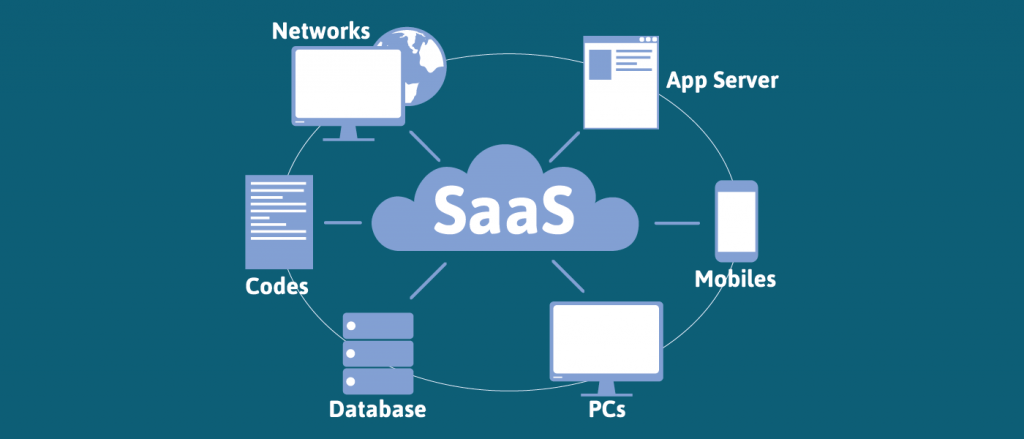 Networks
App Server
SaaS
Codes
Mobiles
Database
PCs